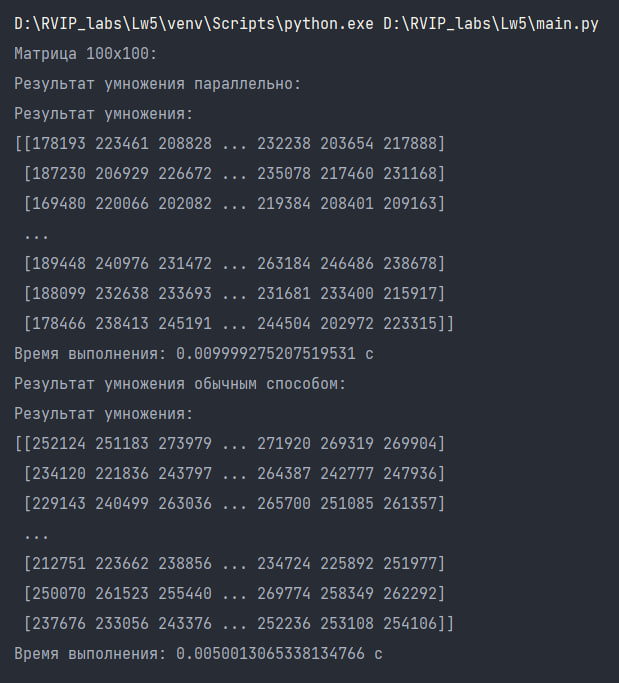 D:\RVIP_labs\Lw5\venv\Scripts\python.exe D:\RVIP_labs\Lw5\main.py
Матрица 100x100:
Результат умножения параллельно:
Результат умножения:
[[178193 223461 208828 ... 232238 203654 217888]
 [187230 206929 226672 ... 235078 217460 231168]
 [169480 220066 202082 ... 219384 208401 209163]
 ...
 [189448 240976 231472 ... 263184 246486 238678]
 [188099 232638 233693 ... 231681 233400 215917]
 [178466 238413 245191 ... 244504 202972 223315]]
Время выполнения: 0.009999275207519531 с
Результат умножения обычным способом:
Результат умножения:
[[252124 251183 273979 ... 271920 269319 269904]
 [234120 221836 243797 ... 264387 242777 247936]
 [229143 240499 263036 ... 265700 251085 261357]
 ...
 [212751 223662 238856 ... 234724 225892 251977]
 [250070 261523 255440 ... 269774 258349 262292]
 [237676 233056 243376 ... 252236 253108 254106]]
Время выполнения: 0.0050013065338134766 с